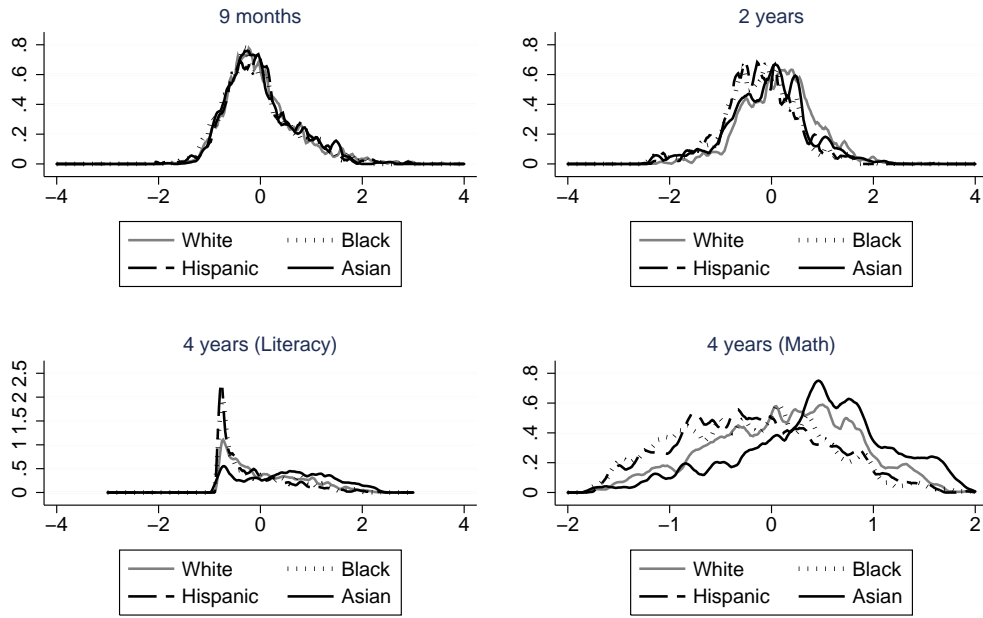 9 months
2 years
.8
.6
.4
.2
0
−4 −2 0 2 4
White Black
Hispanic Asian
.8
.6
.4
.2
0
−4 −2 0 2 4
White Black
Hispanic Asian
4 years (Literacy)
4 years (Math)
0 .5 1 1.5 2 2.5
−4 −2 0 2 4
White Black
Hispanic Asian
.8
.6
.4
.2
0
−2 −1 0 1 2
White Black
Hispanic Asian